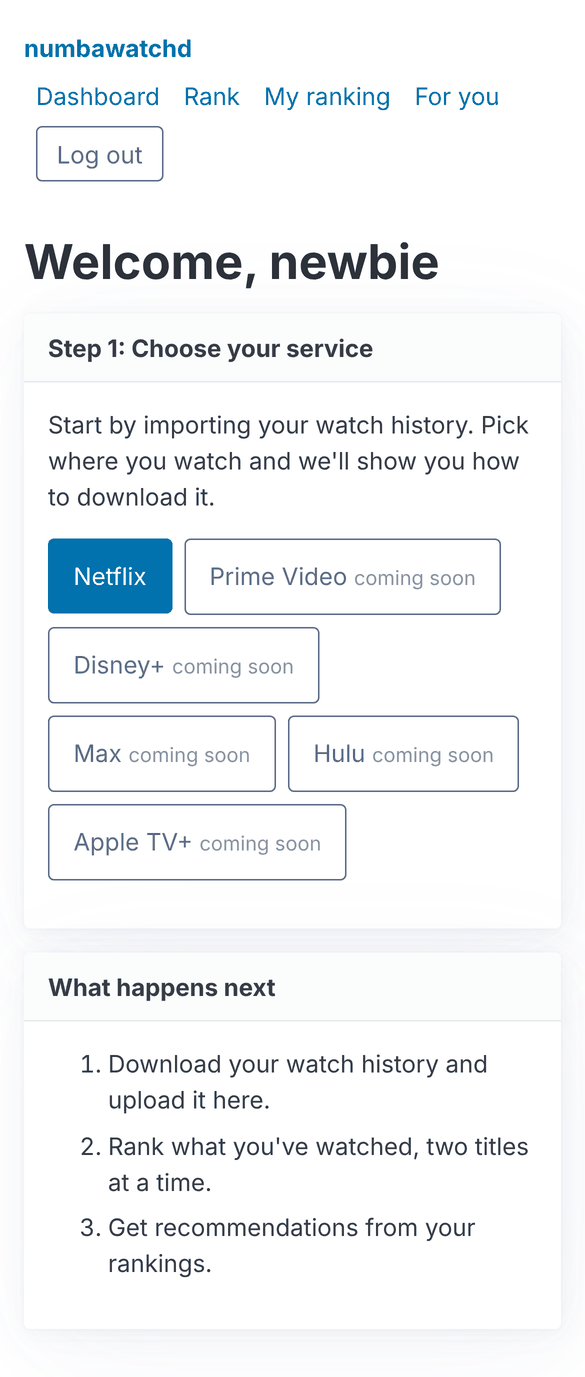 numbawatchd
Dashboard Rank My ranking For you
Log out
Welcome, newbie
Step 1: Choose your service
Start by importing your watch history. Pick
where you watch and we'll show you how
to download it.
Netflix Prime Video coming soon
Disney+ coming soon
Max coming soon Hulu coming soon
Apple TV+ coming soon
What happens next
1. Download your watch history and
upload it here.
2. Rank what you've watched, two titles
at a time.
3. Get recommendations from your
rankings.